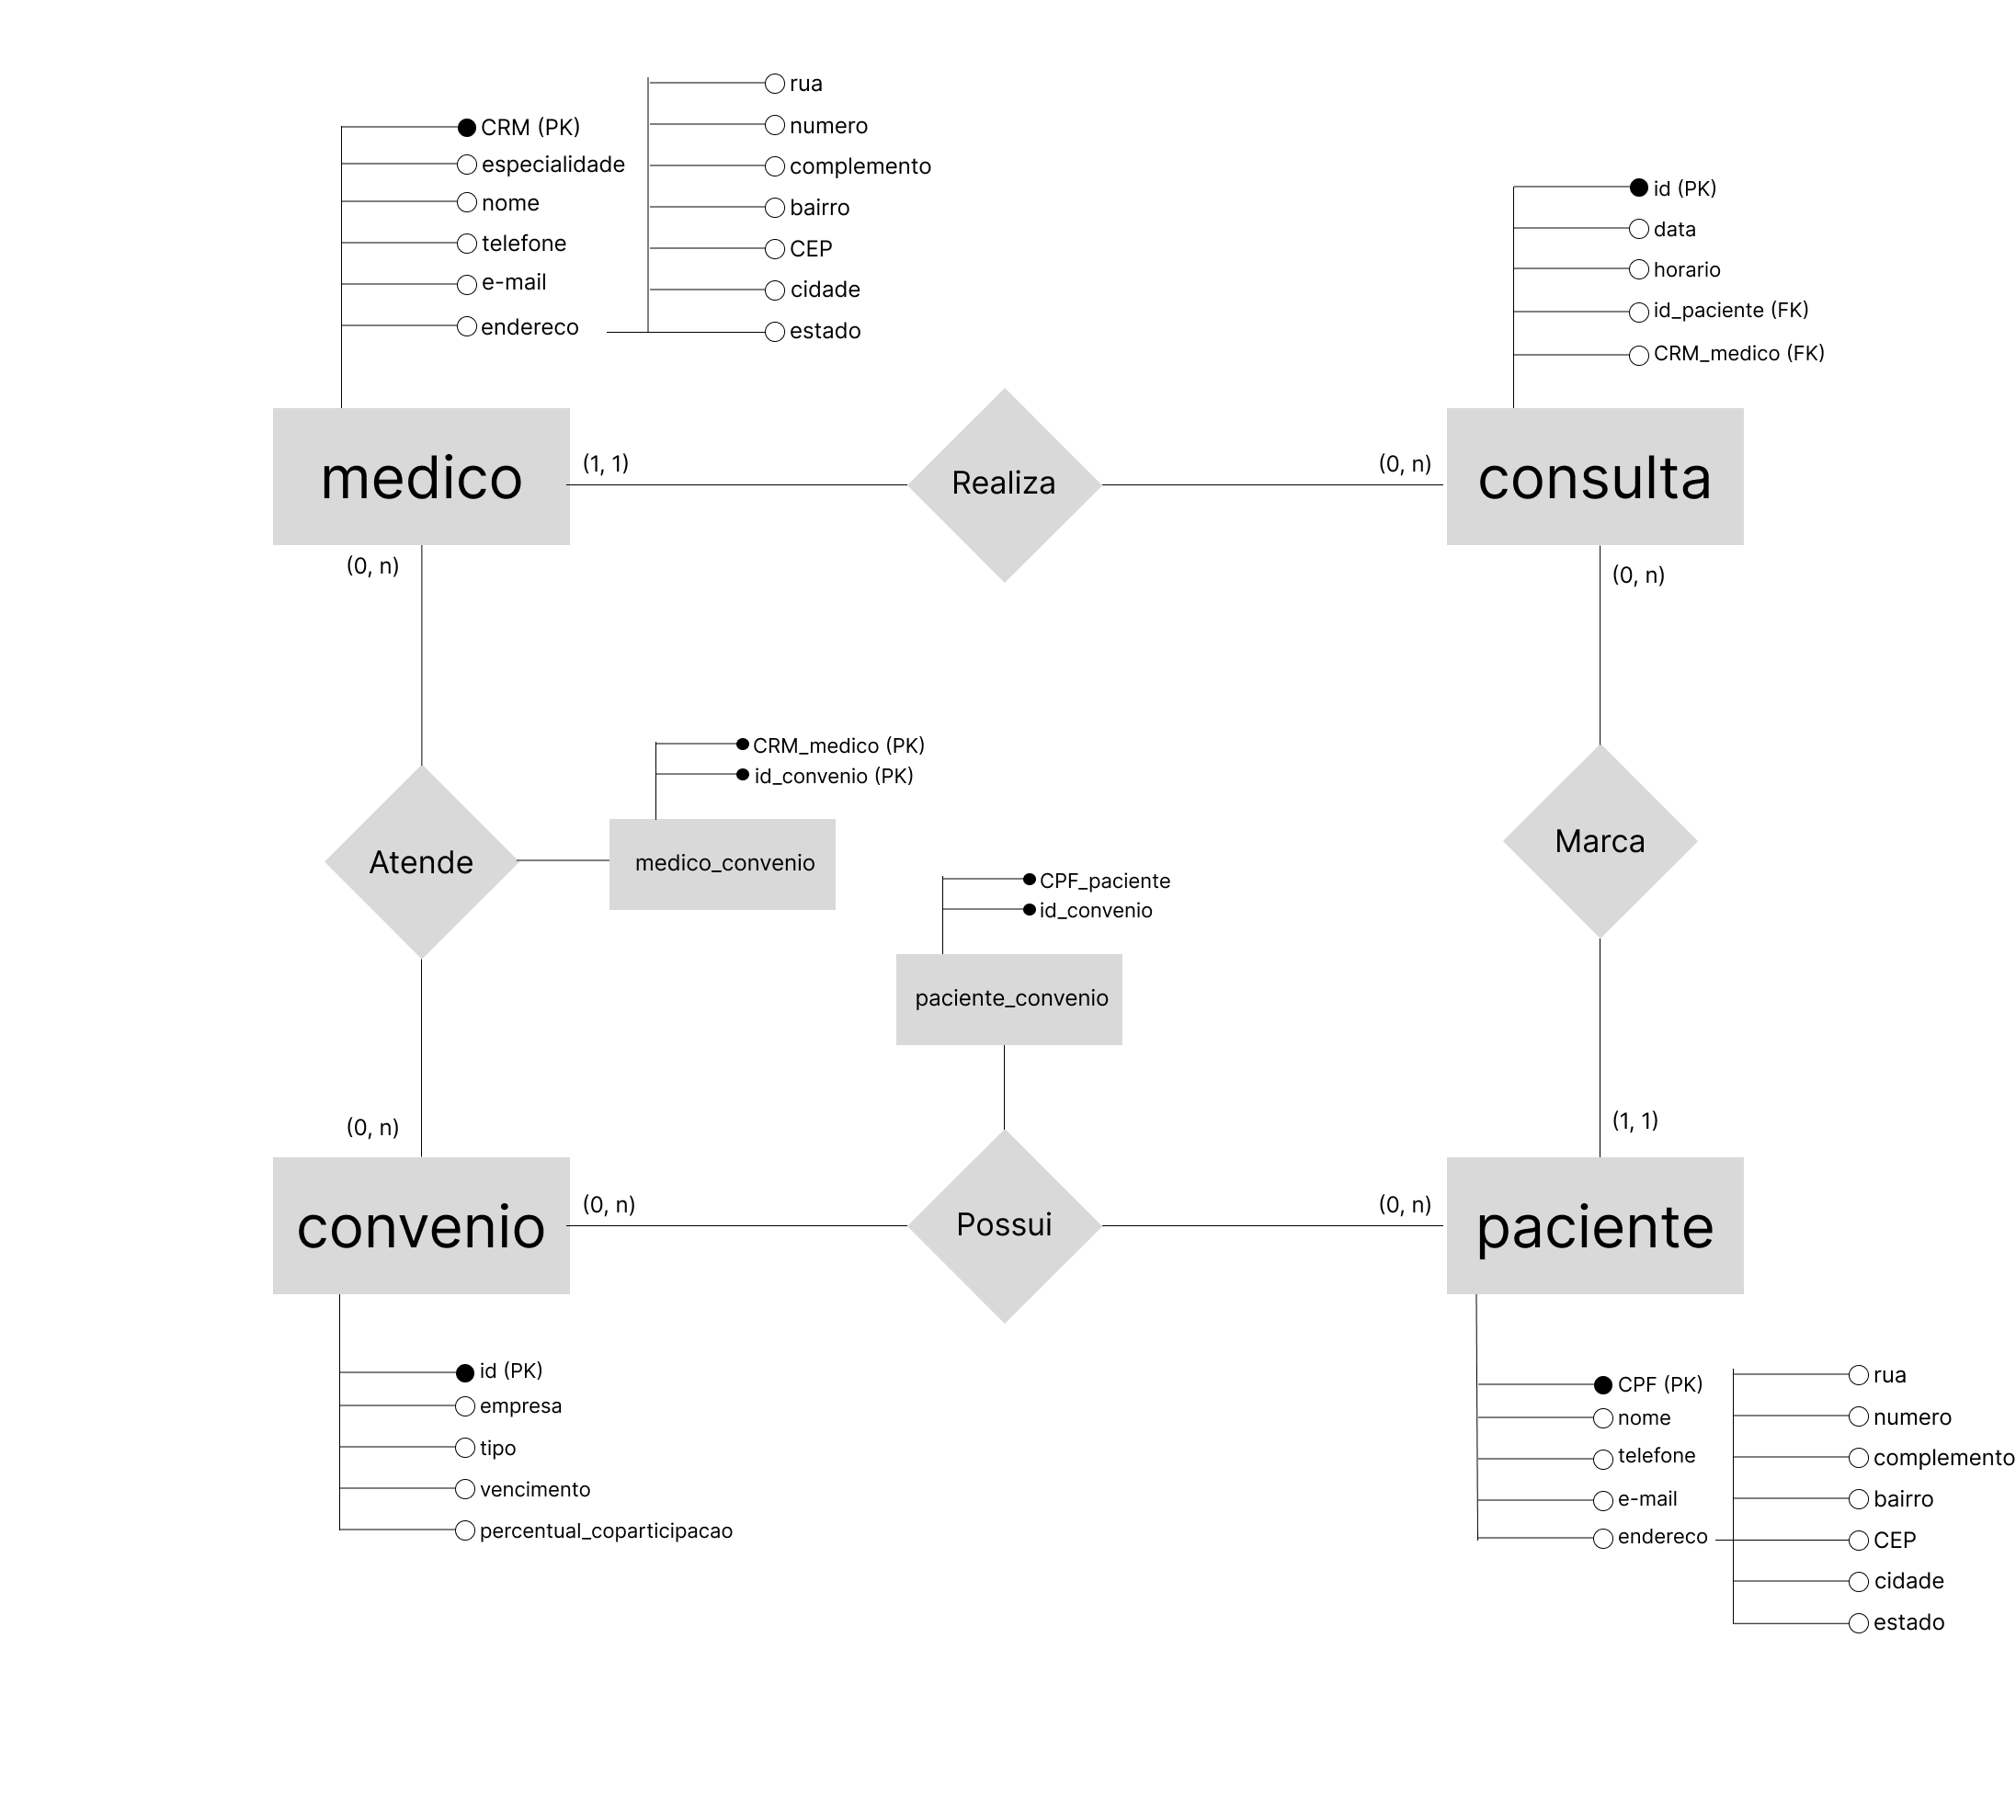 CRM (PK)
especialidade
nome
telefone
e-mail
endereco
rua
numero
complemento
bairro
CEP
cidade
estado
id (PK)
data
horario
id_paciente (FK)
CRM_medico (FK)
medico
(1, 1)
Realiza
(0, n)
consulta
(0, n)
(0, n)
CRM_medico (PK)
id_convenio (PK)
Atende
medico_convenio
Marca
CPF_paciente
id_convenio
paciente_convenio
(0, n)
(1, 1)
convenio
(0, n)
Possui
(0, n)
paciente
id (PK)
empresa
tipo
vencimento
percentual_coparticipacao
CPF (PK)
nome
telefone
e-mail
endereco
rua
numero
complemento
bairro
CEP
cidade
estado